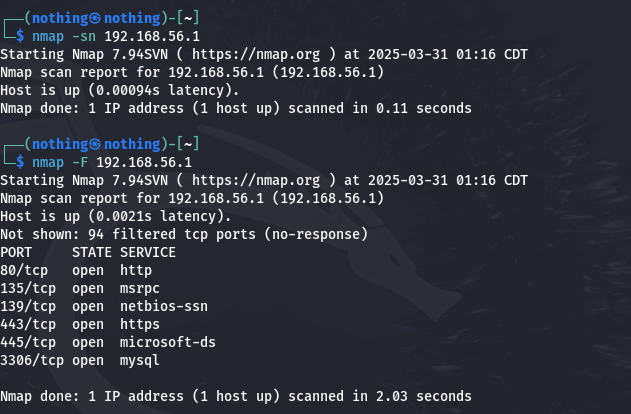 (nothing㉿nothing)-[~]
$ nmap -sn 192.168.56.1
Starting Nmap 7.94SVN ( https://nmap.org ) at 2025-03-31 01:16 CDT
Nmap scan report for 192.168.56.1 (192.168.56.1)
Host is up (0.00094s latency).
Nmap done: 1 IP address (1 host up) scanned in 0.11 seconds
(nothing㉿nothing)-[~]
$ nmap -F 192.168.56.1
Starting Nmap 7.94SVN ( https://nmap.org ) at 2025-03-31 01:16 CDT
Nmap scan report for 192.168.56.1 (192.168.56.1)
Host is up (0.0021s latency).
Not shown: 94 filtered tcp ports (no-response)
PORT     STATE SERVICE
80/tcp   open  http
135/tcp  open  msrpc
139/tcp  open  netbios-ssn
443/tcp  open  https
445/tcp  open  microsoft-ds
3306/tcp open  mysql
Nmap done: 1 IP address (1 host up) scanned in 2.03 seconds